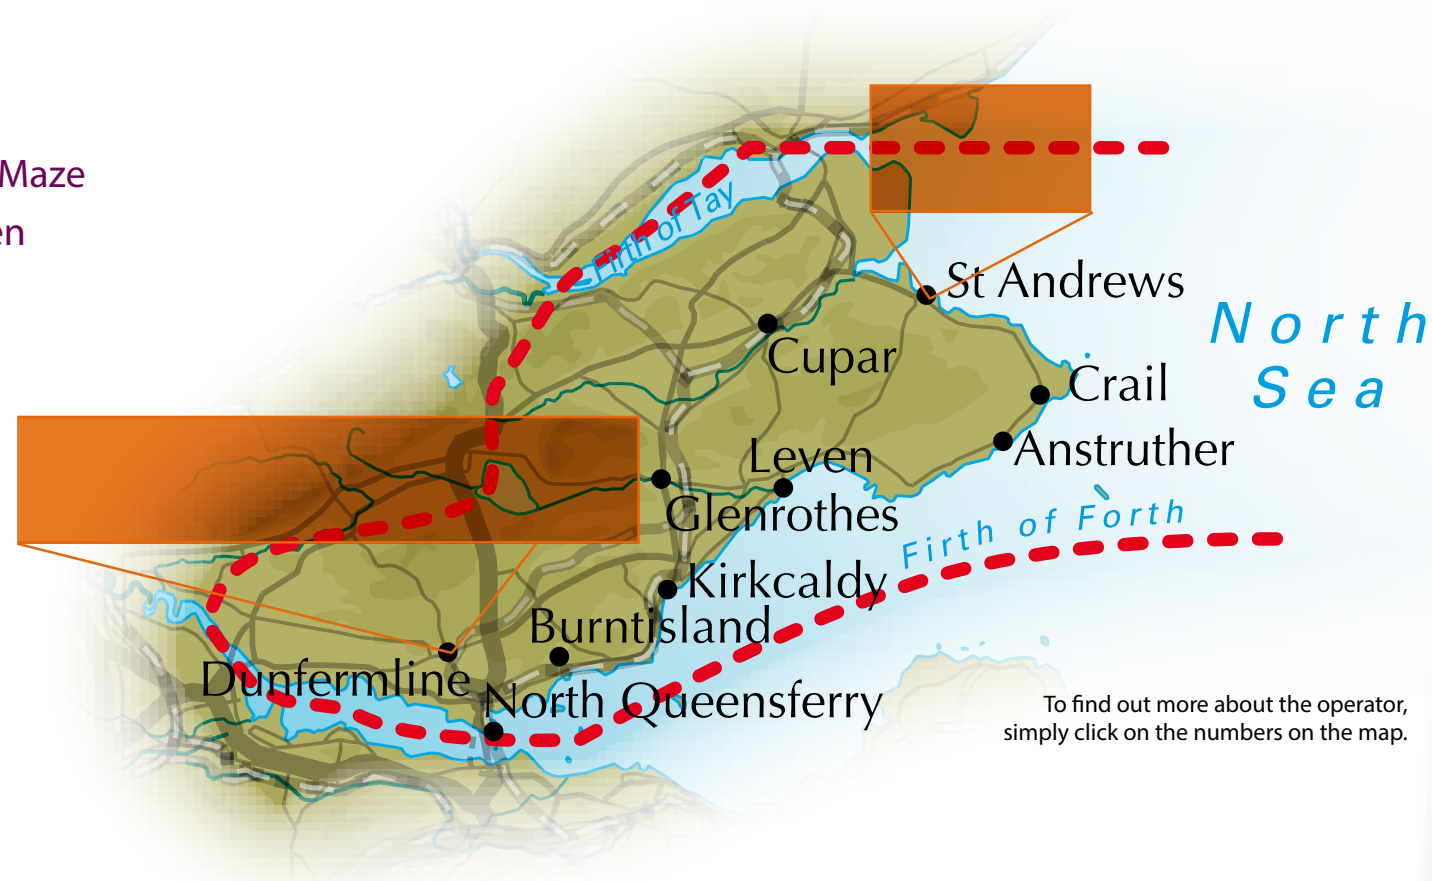 Maze
en
Firth of Tay
St Andrews
North
Sea
Cupar
Crail
Anstruther
Leven
Glenrothes
Firth of Forth
Kirkcaldy
Burntisland
Dunfermline
North Queensferry
To find out more about the operator,
simply click on the numbers on the map.